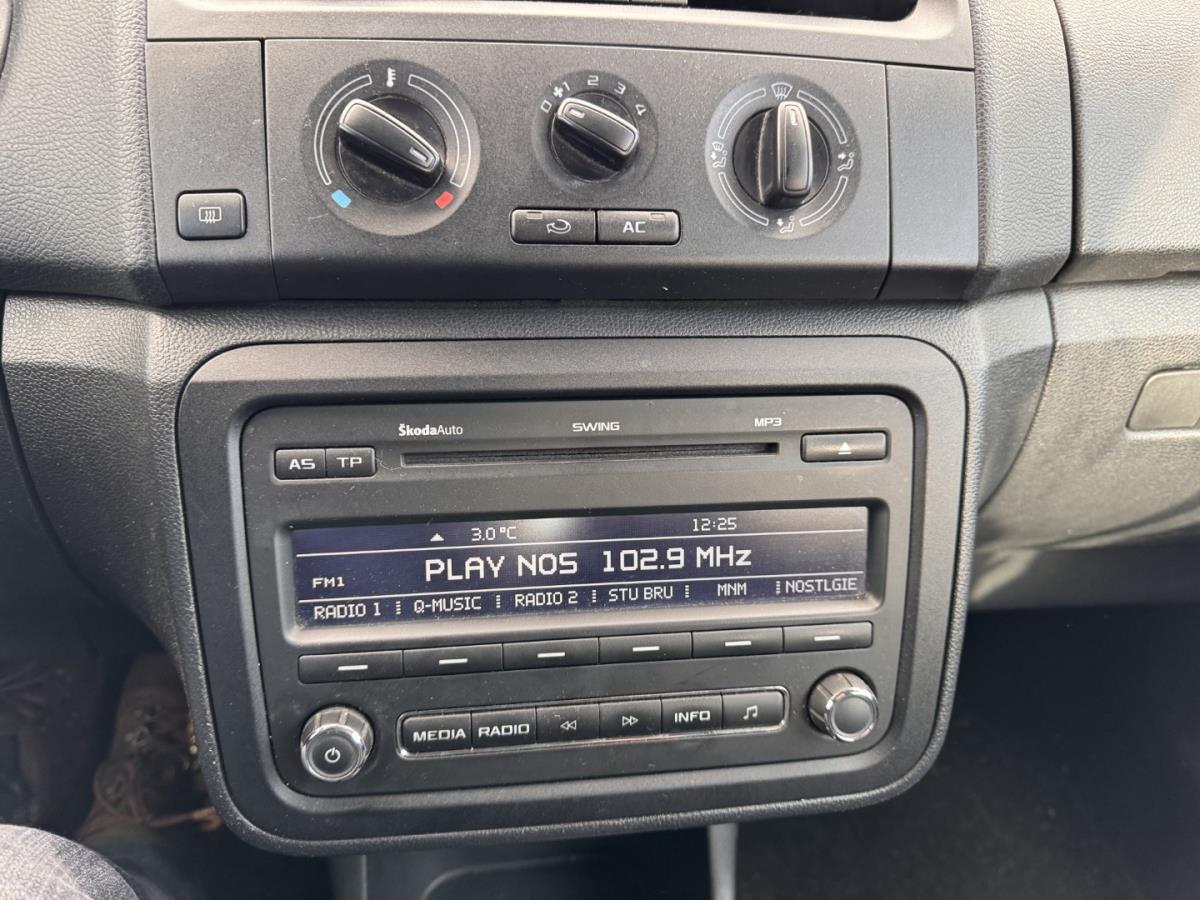 0 1 2 3 4
AC
ŠkodaAuto SWING MP3
AS TP
3.0 °C 12:25
PLAY NOS 102.9 MHz
FM1
RADIO 1 Q-MUSIC RADIO 2 STU BRU MNM NOSTLGIE
MEDIA RADIO INFO